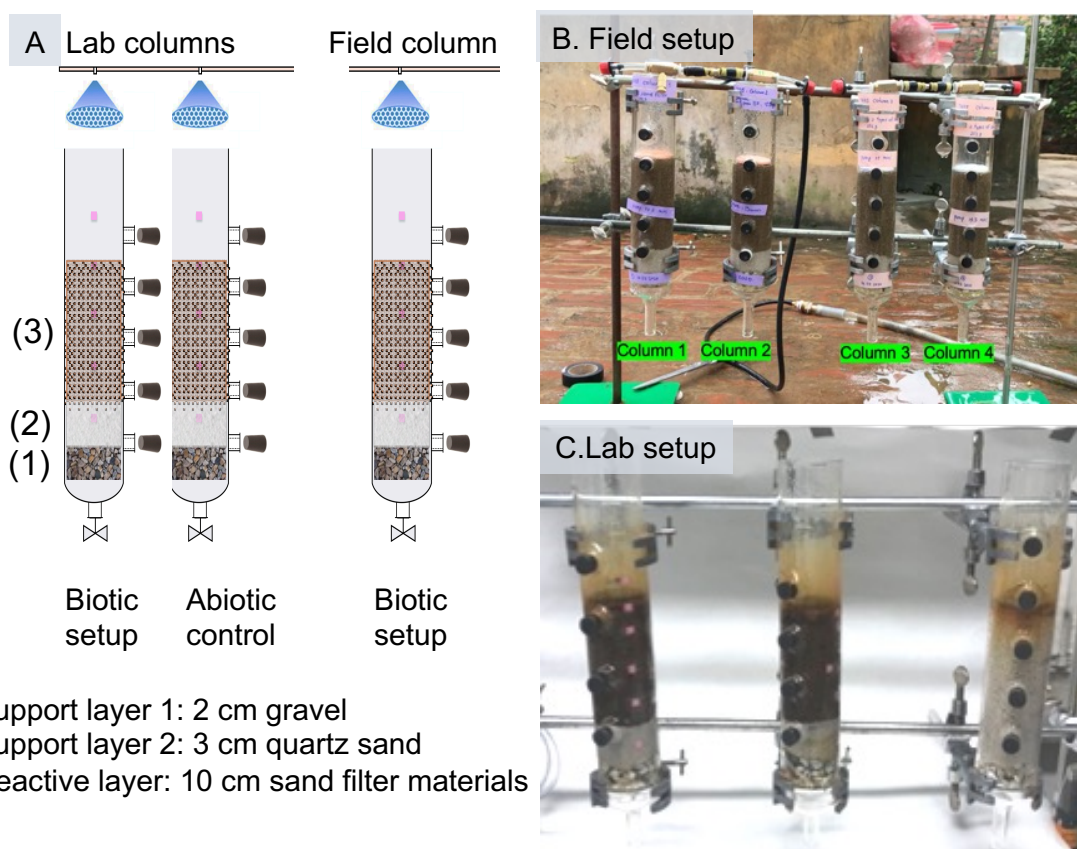 A Lab columns
Field column
(3)
(2)
(1)
Biotic
setup
Abiotic
control
Biotic
setup
upport layer 1: 2 cm gravel
upport layer 2: 3 cm quartz sand
eactive layer: 10 cm sand filter materials
B. Field setup
Column 1
Column 2
Column 3
Column 4
C.Lab setup